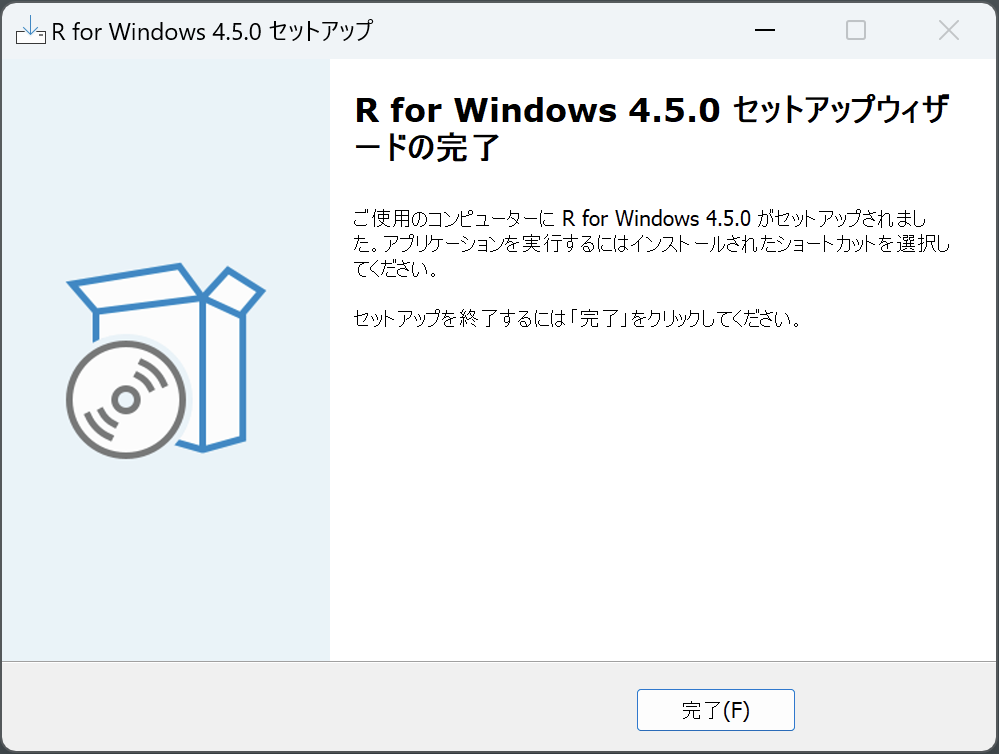 R for Windows 4.5.0 セットアップ
R for Windows 4.5.0 セットアップウィザ
ードの完了
ご使用のコンピューターに R for Windows 4.5.0 がセットアップされまし
た。アプリケーションを実行するにはインストールされたショートカットを選択し
てください。
セットアップを終了するには「完了」をクリックしてください。
完了(F)